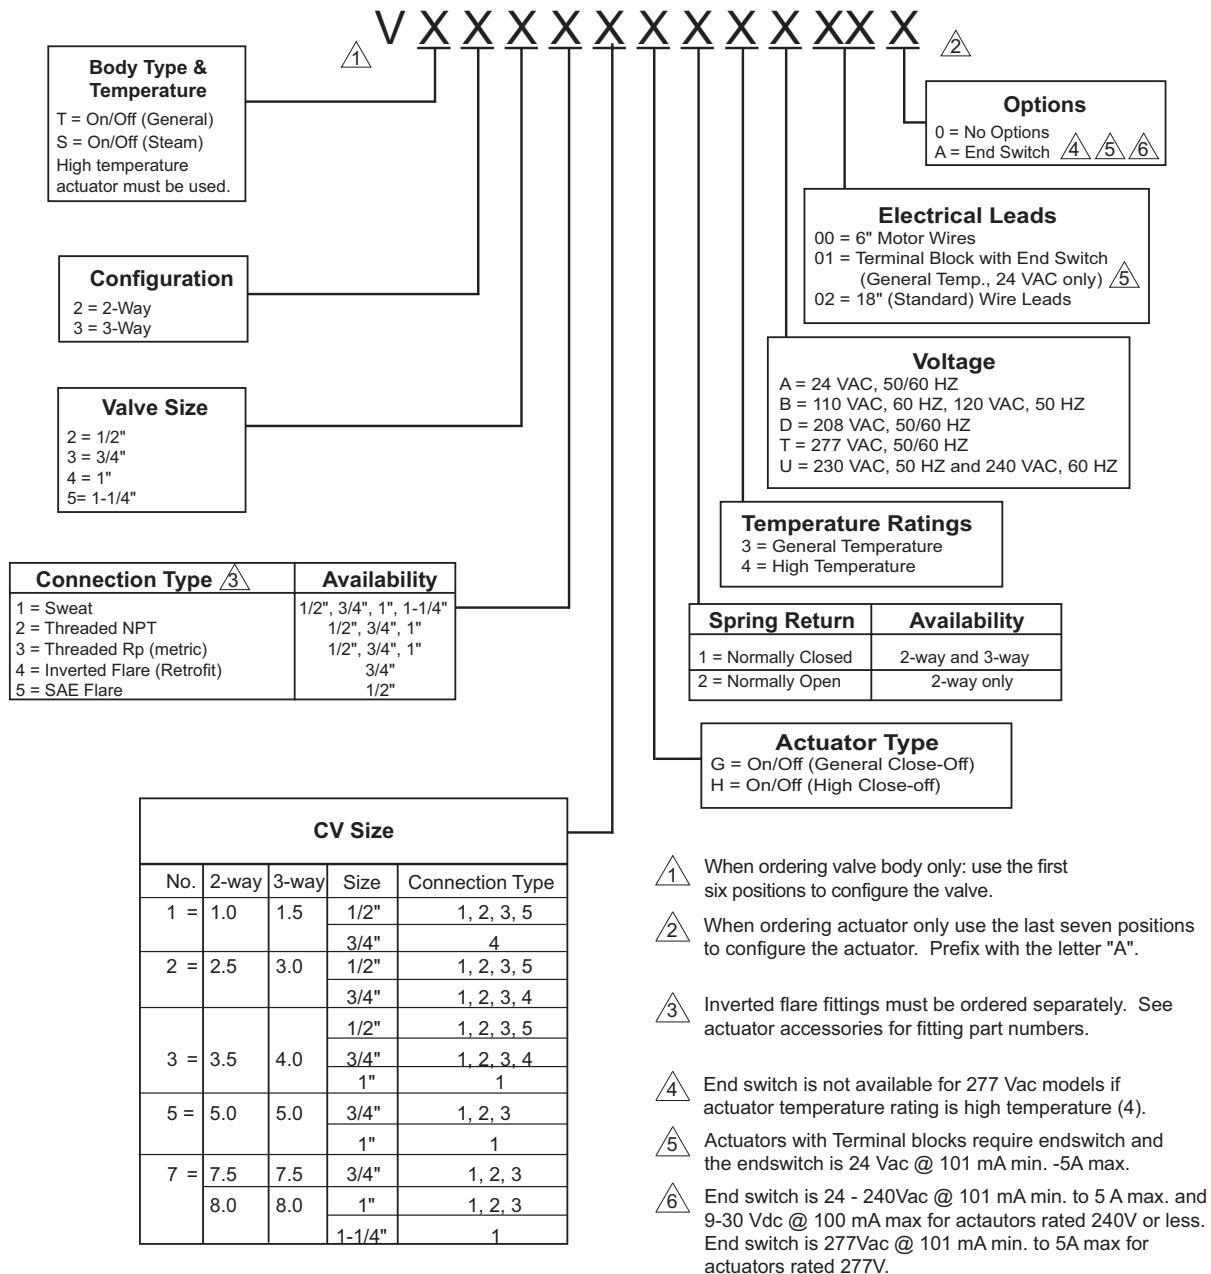 V X X X X X X X X X XX X
1
2
Body Type &
Temperature
T = On/Off (General)
S = On/Off (Steam)
High temperature
actuator must be used.
Options
0 = No Options
A = End Switch 4 5 6
Electrical Leads
00 = 6" Motor Wires
01 = Terminal Block with End Switch
(General Temp., 24 VAC only) 5
02 = 18" (Standard) Wire Leads
Configuration
2 = 2-Way
3 = 3-Way
Voltage
A = 24 VAC, 50/60 HZ
B = 110 VAC, 60 HZ, 120 VAC, 50 HZ
D = 208 VAC, 50/60 HZ
T = 277 VAC, 50/60 HZ
U = 230 VAC, 50 HZ and 240 VAC, 60 HZ
Valve Size
2 = 1/2"
3 = 3/4"
4 = 1"
5= 1-1/4"
Temperature Ratings
3 = General Temperature
4 = High Temperature
Connection Type 3 Availability
1 = Sweat 1/2", 3/4", 1", 1-1/4"
2 = Threaded NPT 1/2", 3/4", 1"
3 = Threaded Rp (metric) 1/2", 3/4", 1"
4 = Inverted Flare (Retrofit) 3/4"
5 = SAE Flare 1/2"
Spring Return Availability
1 = Normally Closed 2-way and 3-way
2 = Normally Open 2-way only
Actuator Type
G = On/Off (General Close-Off)
H = On/Off (High Close-off)
CV Size
No. 2-way 3-way Size Connection Type
1 = 1.0 1.5 1/2" 1, 2, 3, 5
3/4" 4
2 = 2.5 3.0 1/2" 1, 2, 3, 5
3/4" 1, 2, 3, 4
1/2" 1, 2, 3, 5
3 = 3.5 4.0 3/4" 1, 2, 3, 4
1" 1
5 = 5.0 5.0 3/4" 1, 2, 3
1" 1
7 = 7.5 7.5 3/4" 1, 2, 3
8.0 8.0 1" 1, 2, 3
1-1/4" 1
1 When ordering valve body only: use the first
six positions to configure the valve.
2 When ordering actuator only use the last seven positions
to configure the actuator. Prefix with the letter "A".
3 Inverted flare fittings must be ordered separately. See
actuator accessories for fitting part numbers.
4 End switch is not available for 277 Vac models if
actuator temperature rating is high temperature (4).
5 Actuators with Terminal blocks require endswitch and
the endswitch is 24 Vac @ 101 mA min. -5A max.
6 End switch is 24 - 240Vac @ 101 mA min. to 5 A max. and
9-30 Vdc @ 100 mA max for actautors rated 240V or less.
End switch is 277Vac @ 101 mA min. to 5A max for
actuators rated 277V.